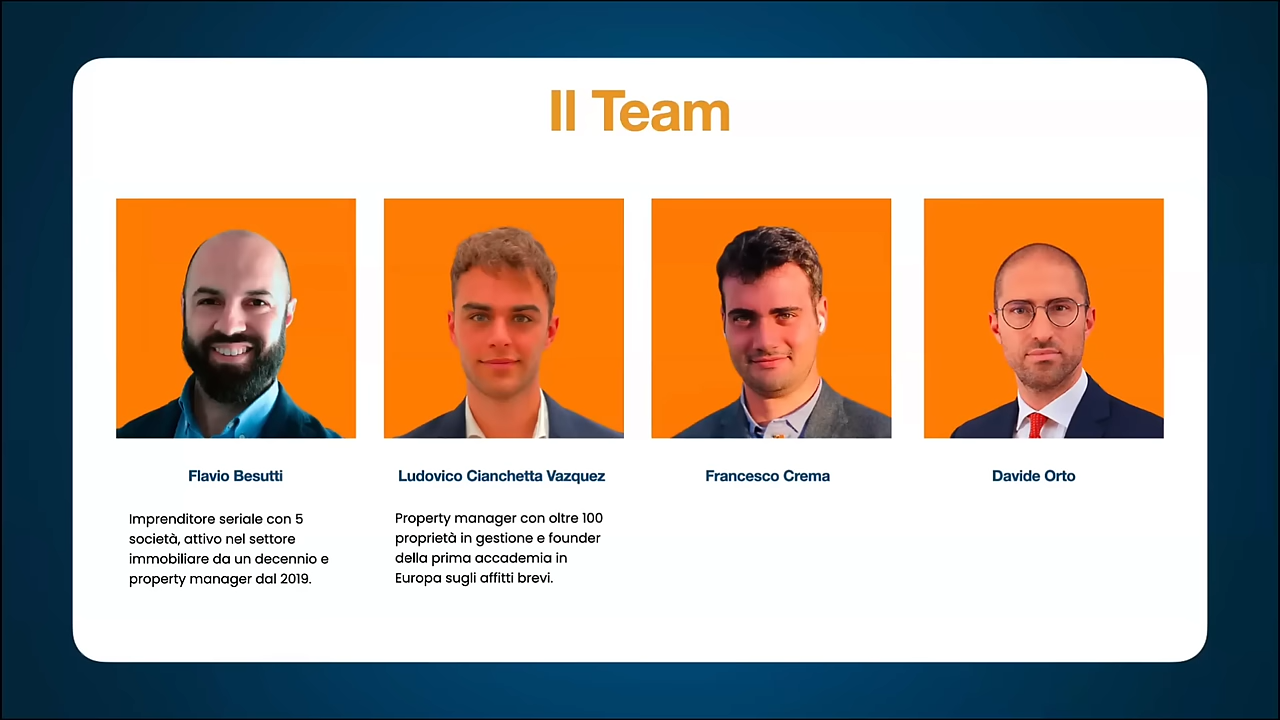 Il Team
Flavio Besutti
Ludovico Cianchetta Vazquez
Francesco Crema
Davide Orto
Imprenditore seriale con 5
società, attivo nel settore
immobiliare da un decennio e
property manager dal 2019.
Property manager con oltre 100
proprietà in gestione e founder
della prima accademia in
Europa sugli affitti brevi.